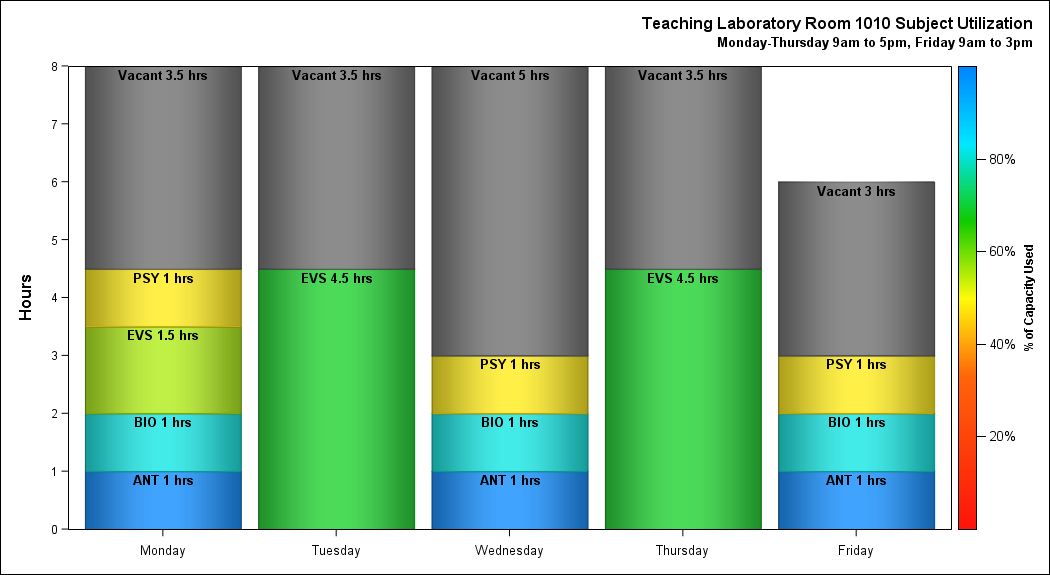 Teaching Laboratory Room 1010 Subject Utilization
Monday-Thursday 9am to 5pm, Friday 9am to 3pm
Hours
8
7
6
5
4
3
2
1
0
Vacant 3.5 hrs
PSY 1 hrs
EVS 1.5 hrs
BIO 1 hrs
ANT 1 hrs
Vacant 3.5 hrs
EVS 4.5 hrs
Vacant 5 hrs
PSY 1 hrs
BIO 1 hrs
ANT 1 hrs
Vacant 3.5 hrs
EVS 4.5 hrs
Vacant 3 hrs
PSY 1 hrs
BIO 1 hrs
ANT 1 hrs
Monday
Tuesday
Wednesday
Thursday
Friday
80%
60%
40%
20%
% of Capacity Used